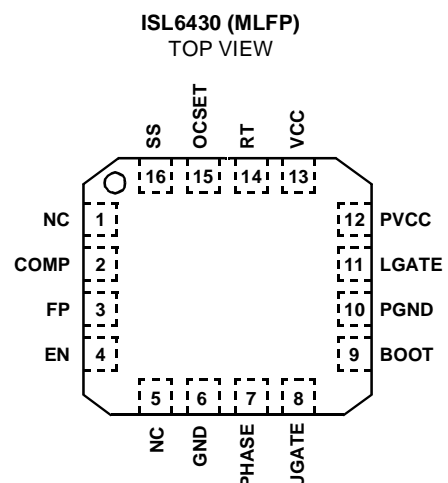 ISL6430 (MLFP)
TOP VIEW
SS OCSET RT VCC
16 15 14 13
NC 1 12 PVCC
COMP 2 11 LGATE
FP 3 10 PGND
EN 4 9 BOOT
5 6 7 8
NC GND PHASE UGATE